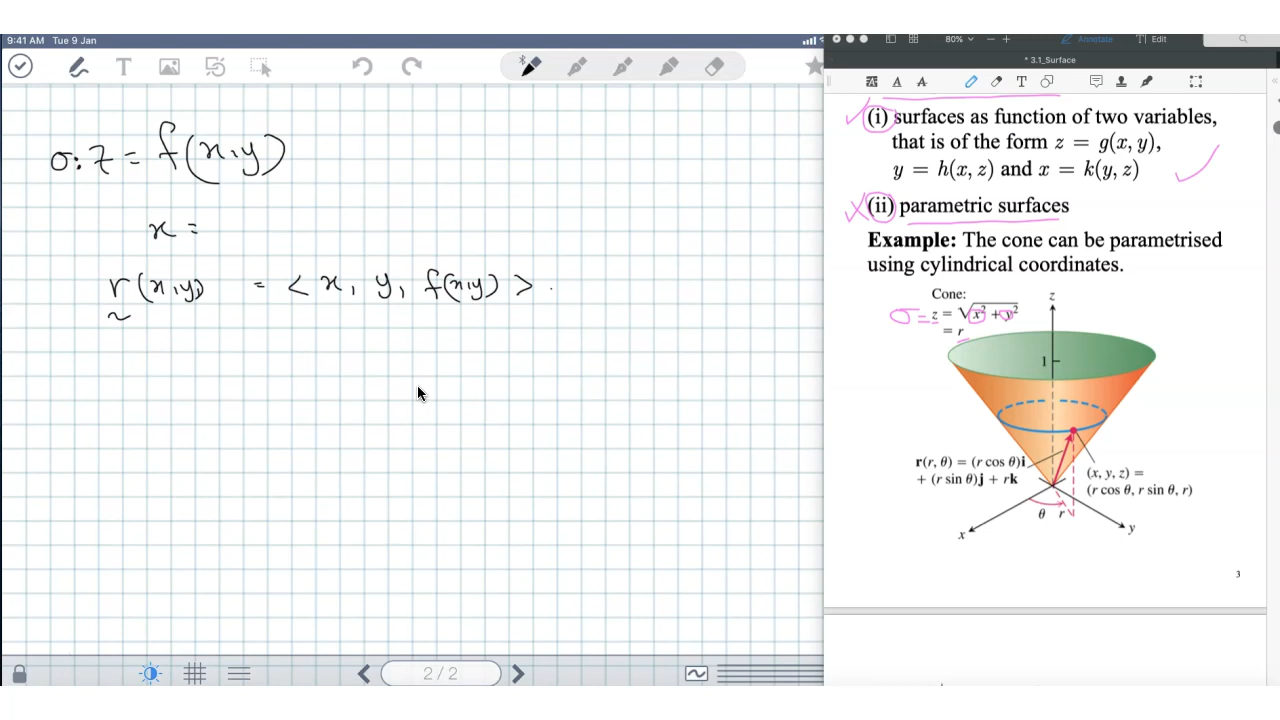 9:41 AM Tue 9 Jan
σ: z = f(x,y)
x =
r(x,y) = < x, y, f(x,y) > .
2 / 2
80%
Annotate
Edit
* 3.1_Surface
(i) surfaces as function of two variables,
that is of the form z = g(x, y),
y = h(x, z) and x = k(y, z)
(ii) parametric surfaces
Example: The cone can be parametrised
using cylindrical coordinates.
Cone:
σ = z = √x² + y²
= r
z
1
r(r, θ) = (r cos θ)i
+ (r sin θ)j + rk
(x, y, z) =
(r cos θ, r sin θ, r)
θ r
x
y
3